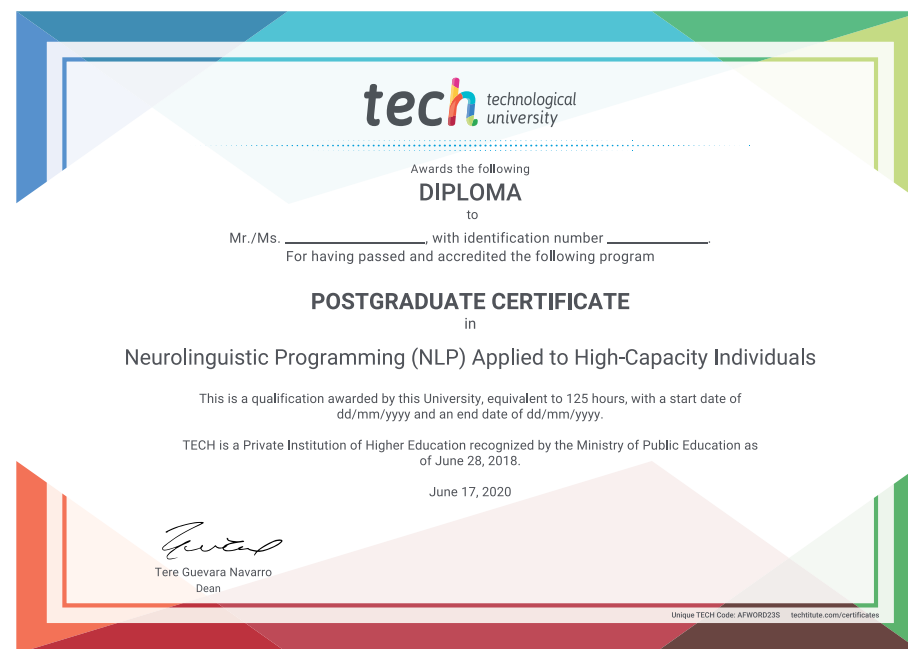 tech technological
university
Awards the following
DIPLOMA
to
Mr./Ms. ____________, with identification number ____________.
For having passed and accredited the following program
POSTGRADUATE CERTIFICATE
in
Neurolinguistic Programming (NLP) Applied to High-Capacity Individuals
This is a qualification awarded by this University, equivalent to 125 hours, with a start date of
dd/mm/yyyy and an end date of dd/mm/yyyy.
TECH is a Private Institution of Higher Education recognized by the Ministry of Public Education as
of June 28, 2018.
June 17, 2020
Tere Guevara Navarro
Dean
Unique TECH Code: AFWORD23S techtitute.com/certificates